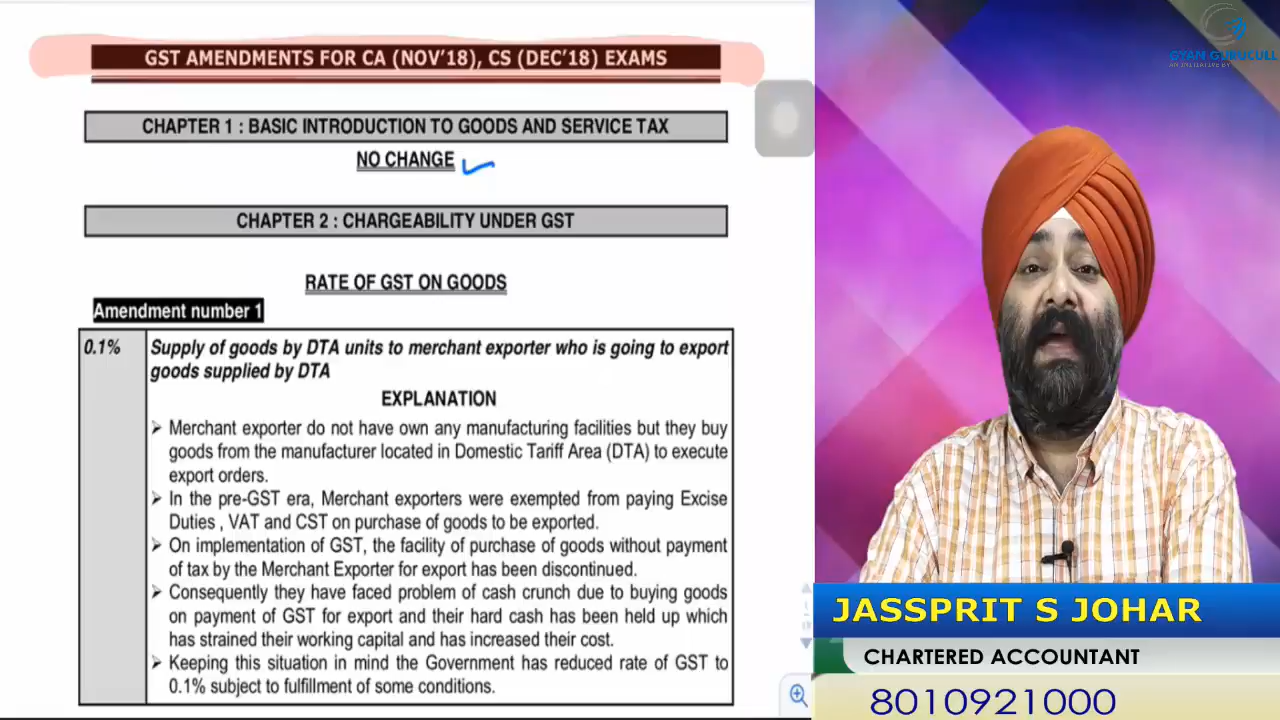 GST AMENDMENTS FOR CA (NOV'18), CS (DEC'18) EXAMS
CHAPTER 1 : BASIC INTRODUCTION TO GOODS AND SERVICE TAX
NO CHANGE
CHAPTER 2 : CHARGEABILITY UNDER GST
RATE OF GST ON GOODS
Amendment number 1
0.1% Supply of goods by DTA units to merchant exporter who is going to export
goods supplied by DTA
EXPLANATION
➢ Merchant exporter do not have own any manufacturing facilities but they buy
goods from the manufacturer located in Domestic Tariff Area (DTA) to execute
export orders.
➢ In the pre-GST era, Merchant exporters were exempted from paying Excise
Duties , VAT and CST on purchase of goods to be exported.
➢ On implementation of GST, the facility of purchase of goods without payment
of tax by the Merchant Exporter for export has been discontinued.
➢ Consequently they have faced problem of cash crunch due to buying goods
on payment of GST for export and their hard cash has been held up which
has strained their working capital and has increased their cost.
➢ Keeping this situation in mind the Government has reduced rate of GST to
0.1% subject to fulfillment of some conditions.
GYAN GURUCULL
AN INITIATIVE BY
JASSPRIT S JOHAR
CHARTERED ACCOUNTANT
8010921000